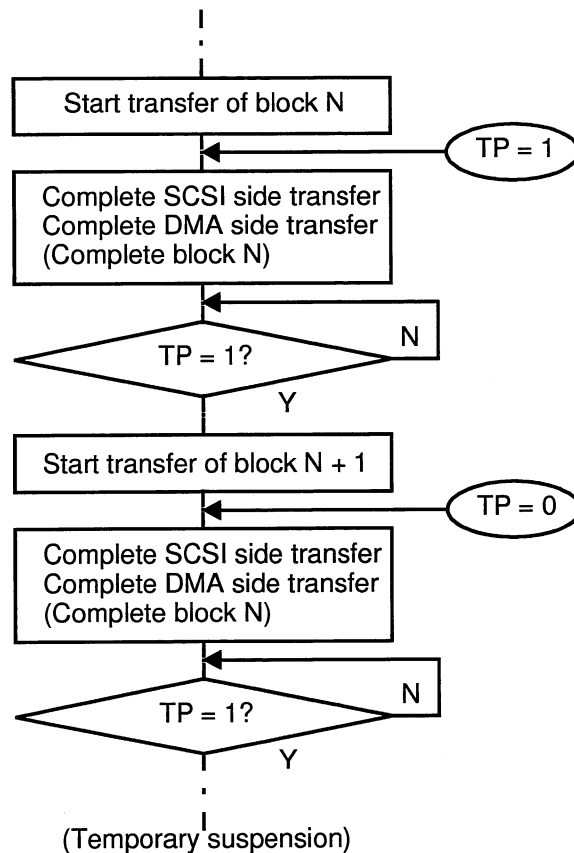 Start transfer of block N
TP = 1
Complete SCSI side transfer
Complete DMA side transfer
(Complete block N)
N
TP = 1?
Y
Start transfer of block N + 1
TP = 0
Complete SCSI side transfer
Complete DMA side transfer
(Complete block N)
N
TP = 1?
Y
(Temporary suspension)